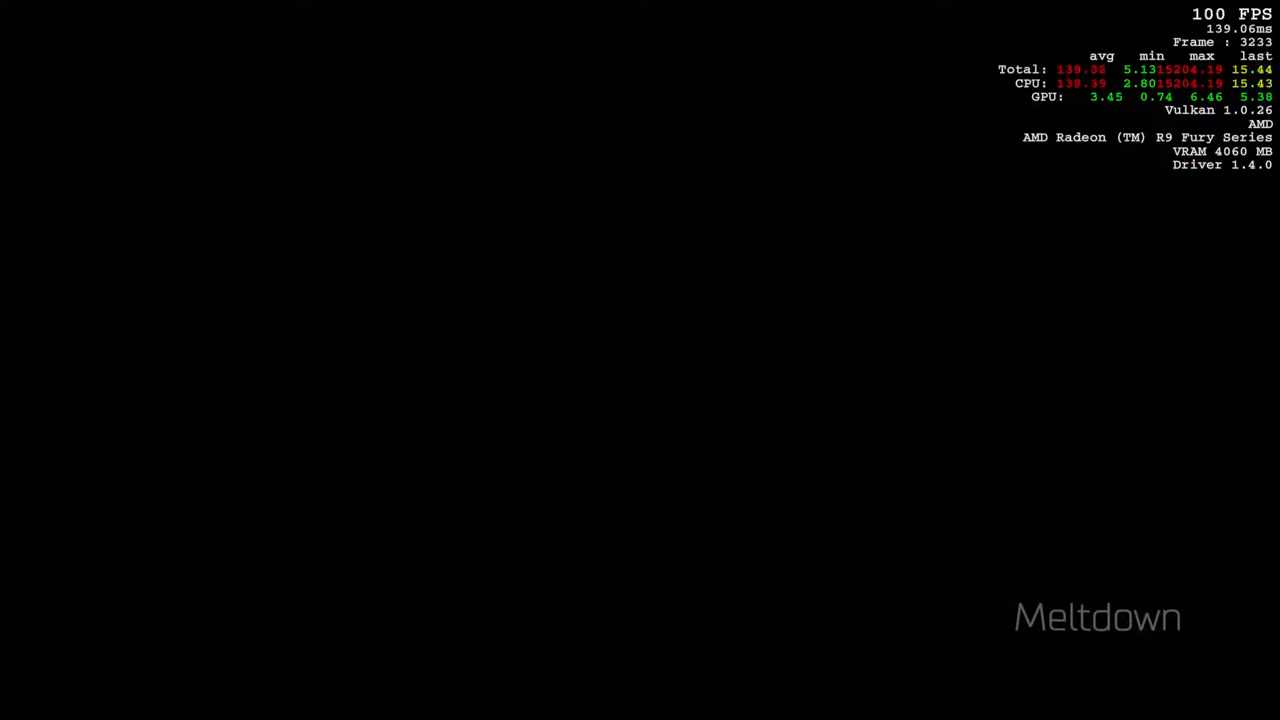 100 FPS
139.06ms
Frame : 3233
avg min max last
Total: 5.13 15204.19 15.44
CPU: 139.39 2.80 15204.19 15.43
GPU: 3.45 0.74 6.46 5.38
Vulkan 1.0.26
AMD
AMD Radeon (TM) R9 Fury Series
VRAM 4060 MB
Driver 1.4.0
Meltdown